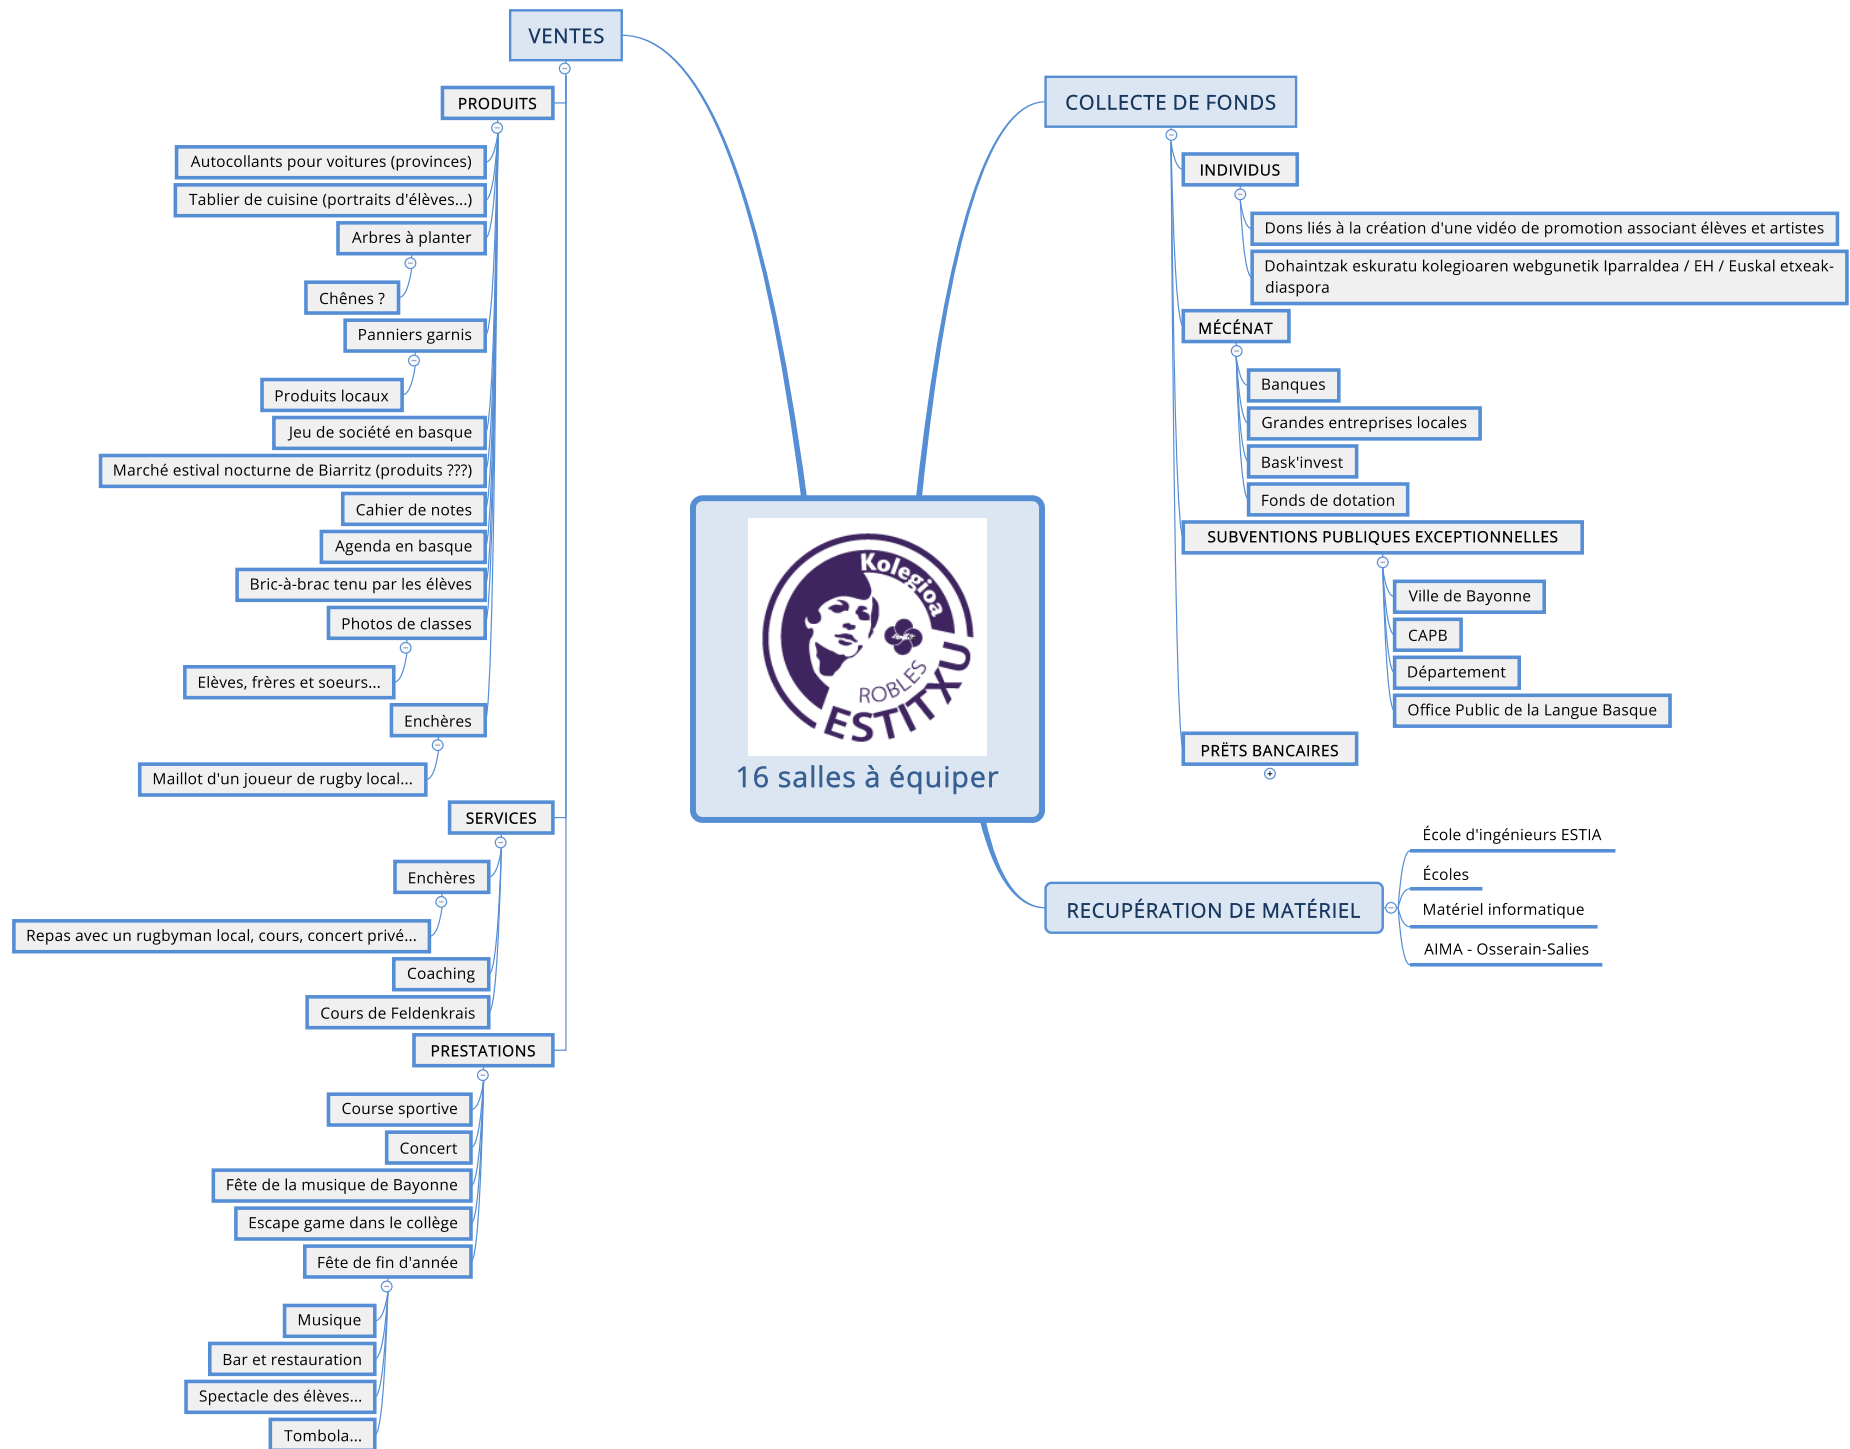 VENTES
PRODUITS
Autocollants pour voitures (provinces)
Tablier de cuisine (portraits d'élèves...)
Arbres à planter
Chênes ?
Panniers garnis
Produits locaux
Jeu de société en basque
Marché estival nocturne de Biarritz (produits ???)
Cahier de notes
Agenda en basque
Bric-à-brac tenu par les élèves
Photos de classes
Elèves, frères et soeurs...
Enchères
Maillot d'un joueur de rugby local...
SERVICES
Enchères
Repas avec un rugbyman local, cours, concert privé...
Coaching
Cours de Feldenkrais
PRESTATIONS
Course sportive
Concert
Fête de la musique de Bayonne
Escape game dans le collège
Fête de fin d'année
Musique
Bar et restauration
Spectacle des élèves...
Tombola...
Kolegioa
ROBLES
ESTITXU
16 salles à équiper
COLLECTE DE FONDS
INDIVIDUS
Dons liés à la création d'une vidéo de promotion associant élèves et artistes
Dohaintzak eskuratu kolegioaren webgunetik Iparraldea / EH / Euskal etxeak-
diaspora
MÉCÉNAT
Banques
Grandes entreprises locales
Bask'invest
Fonds de dotation
SUBVENTIONS PUBLIQUES EXCEPTIONNELLES
Ville de Bayonne
CAPB
Département
Office Public de la Langue Basque
PRËTS BANCAIRES
RECUPÉRATION DE MATÉRIEL
École d'ingénieurs ESTIA
Écoles
Matériel informatique
AIMA - Osserain-Salies